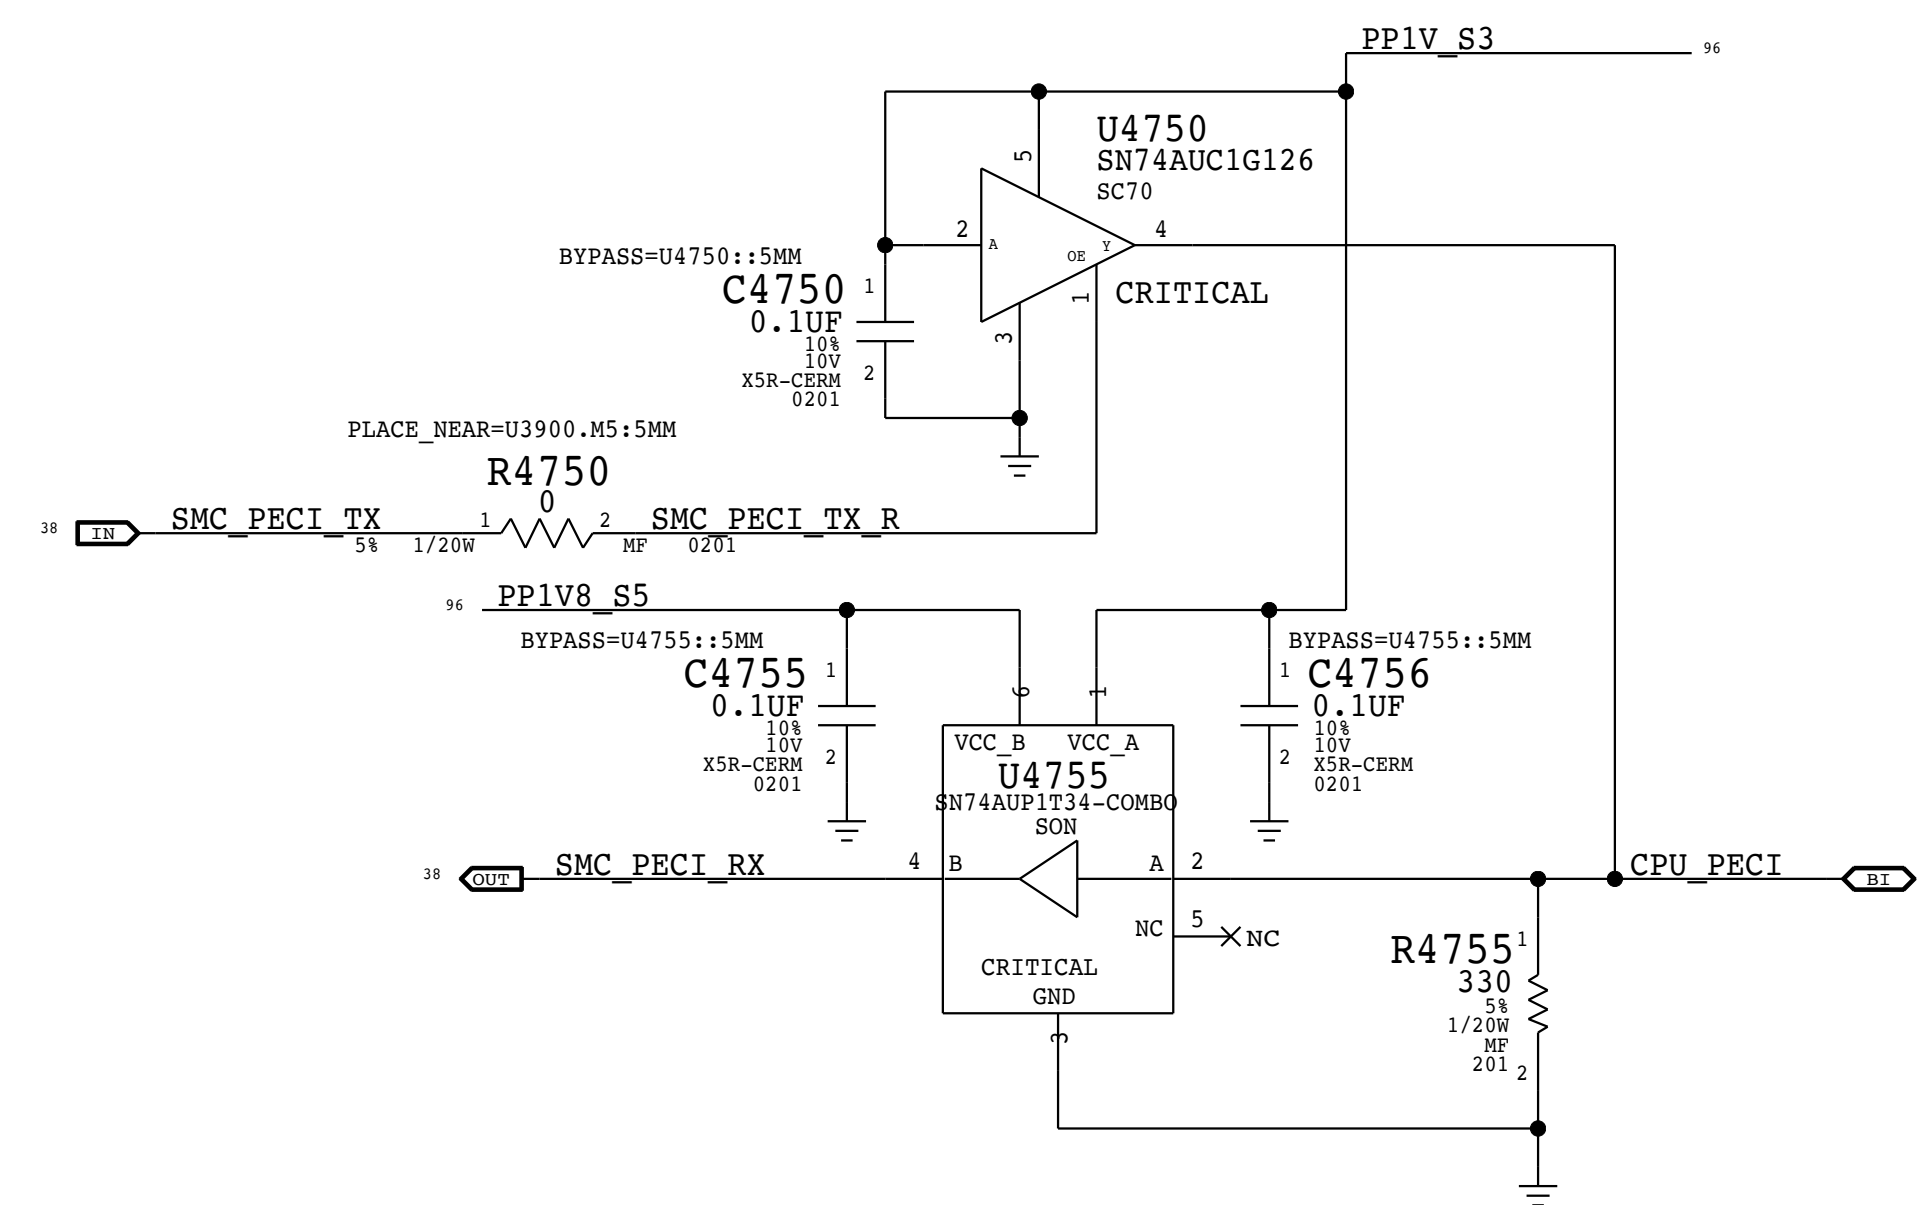 PP1V_S3 96
U4750
SN74AUC1G126
SC70
5
2 A
OE Y
4
1
3
CRITICAL
BYPASS=U4750::5MM
C4750 1
0.1UF
10%
10V
X5R-CERM 2
0201
PLACE_NEAR=U3900.M5:5MM
R4750
0
38 IN SMC_PECI_TX 1 2 SMC_PECI_TX_R
5% 1/20W MF 0201
96 PP1V8_S5
BYPASS=U4755::5MM
C4755 1
0.1UF
10%
10V
X5R-CERM 2
0201
6 1
BYPASS=U4755::5MM
1 C4756
0.1UF
10%
10V
2 X5R-CERM
0201
VCC_B VCC_A
U4755
SN74AUP1T34-COMBO
SON
38 OUT SMC_PECI_RX 4 B A 2 CPU_PECI BI
NC 5 NC
CRITICAL
GND
3
R4755 1
330
5%
1/20W
MF
201 2